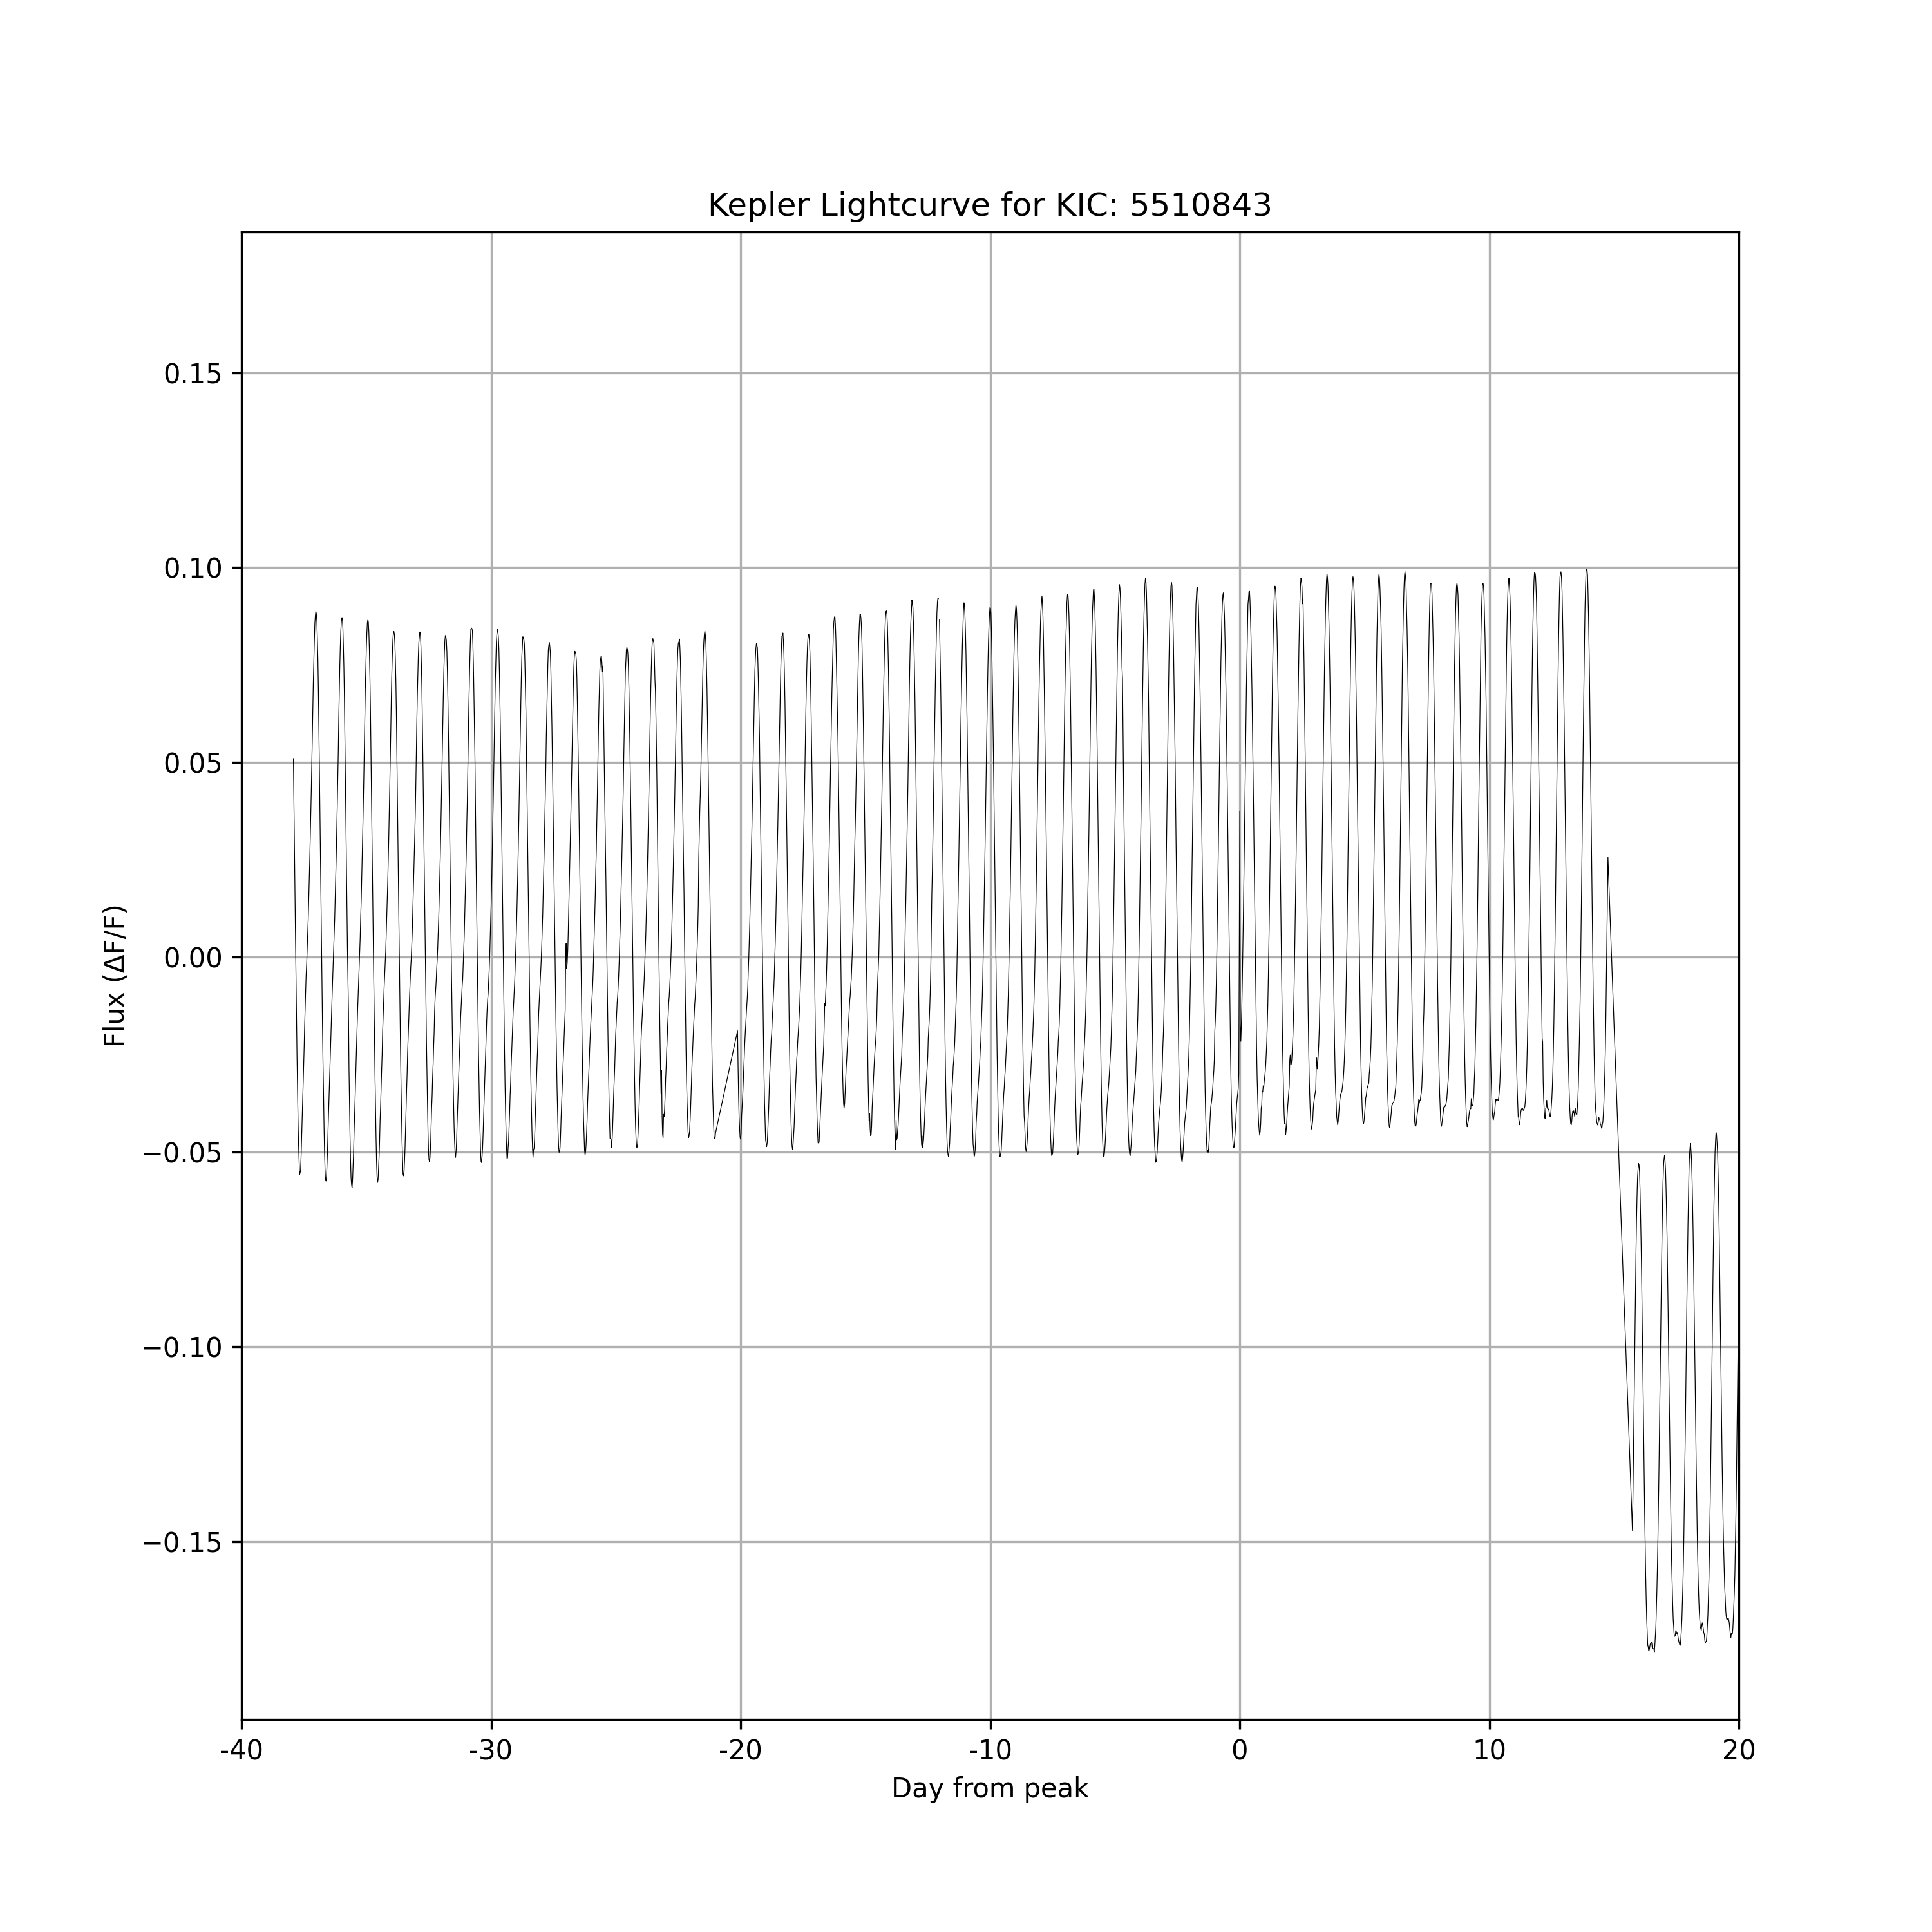 Kepler Lightcurve for KIC: 5510843
0.15
0.10
0.05
0.00
−0.05
−0.10
−0.15
Flux (ΔF/F)
-40 -30 -20 -10 0 10 20
Day from peak